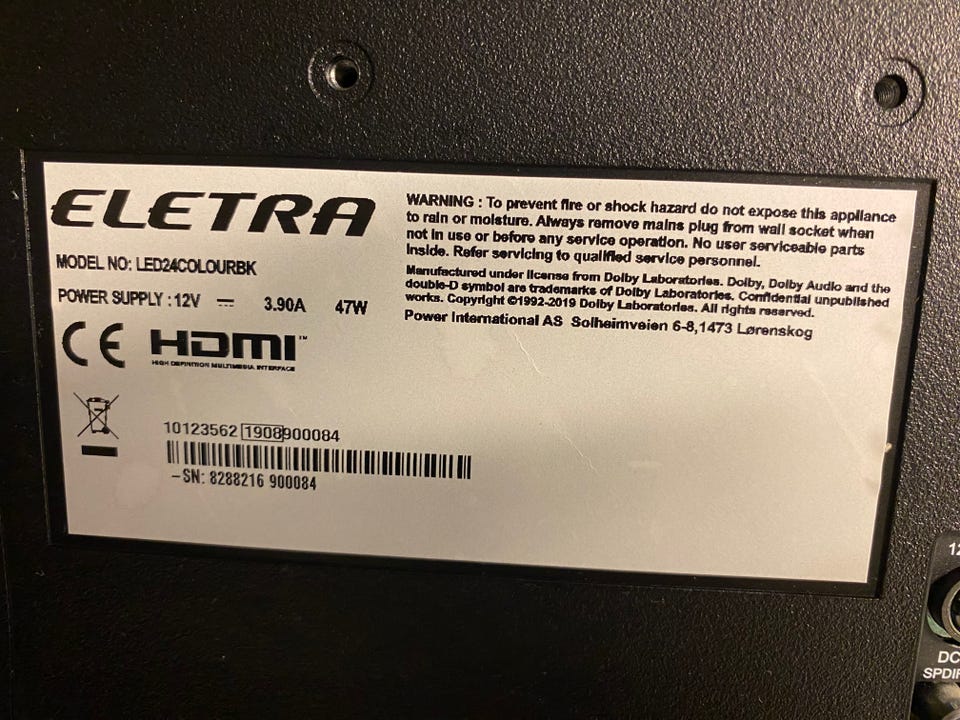 ELETRA
MODEL NO: LED24COLOURBK
POWER SUPPLY : 12V ⎓ 3.90A 47W
CE HDMI™
HIGH DEFINITION MULTIMEDIA INTERFACE
10123562 1908900084
-SN: 8288216 900084
WARNING : To prevent fire or shock hazard do not expose this appliance
to rain or moisture. Always remove mains plug from wall socket when
not in use or before any service operation. No user serviceable parts
inside. Refer servicing to qualified service personnel.
Manufactured under license from Dolby Laboratories. Dolby, Dolby Audio and the
double-D symbol are trademarks of Dolby Laboratories. Confidential unpublished
works. Copyright ©1992-2019 Dolby Laboratories. All rights reserved.
Power International AS Solheimveien 6-8,1473 Lørenskog
12
DC
SPDIF